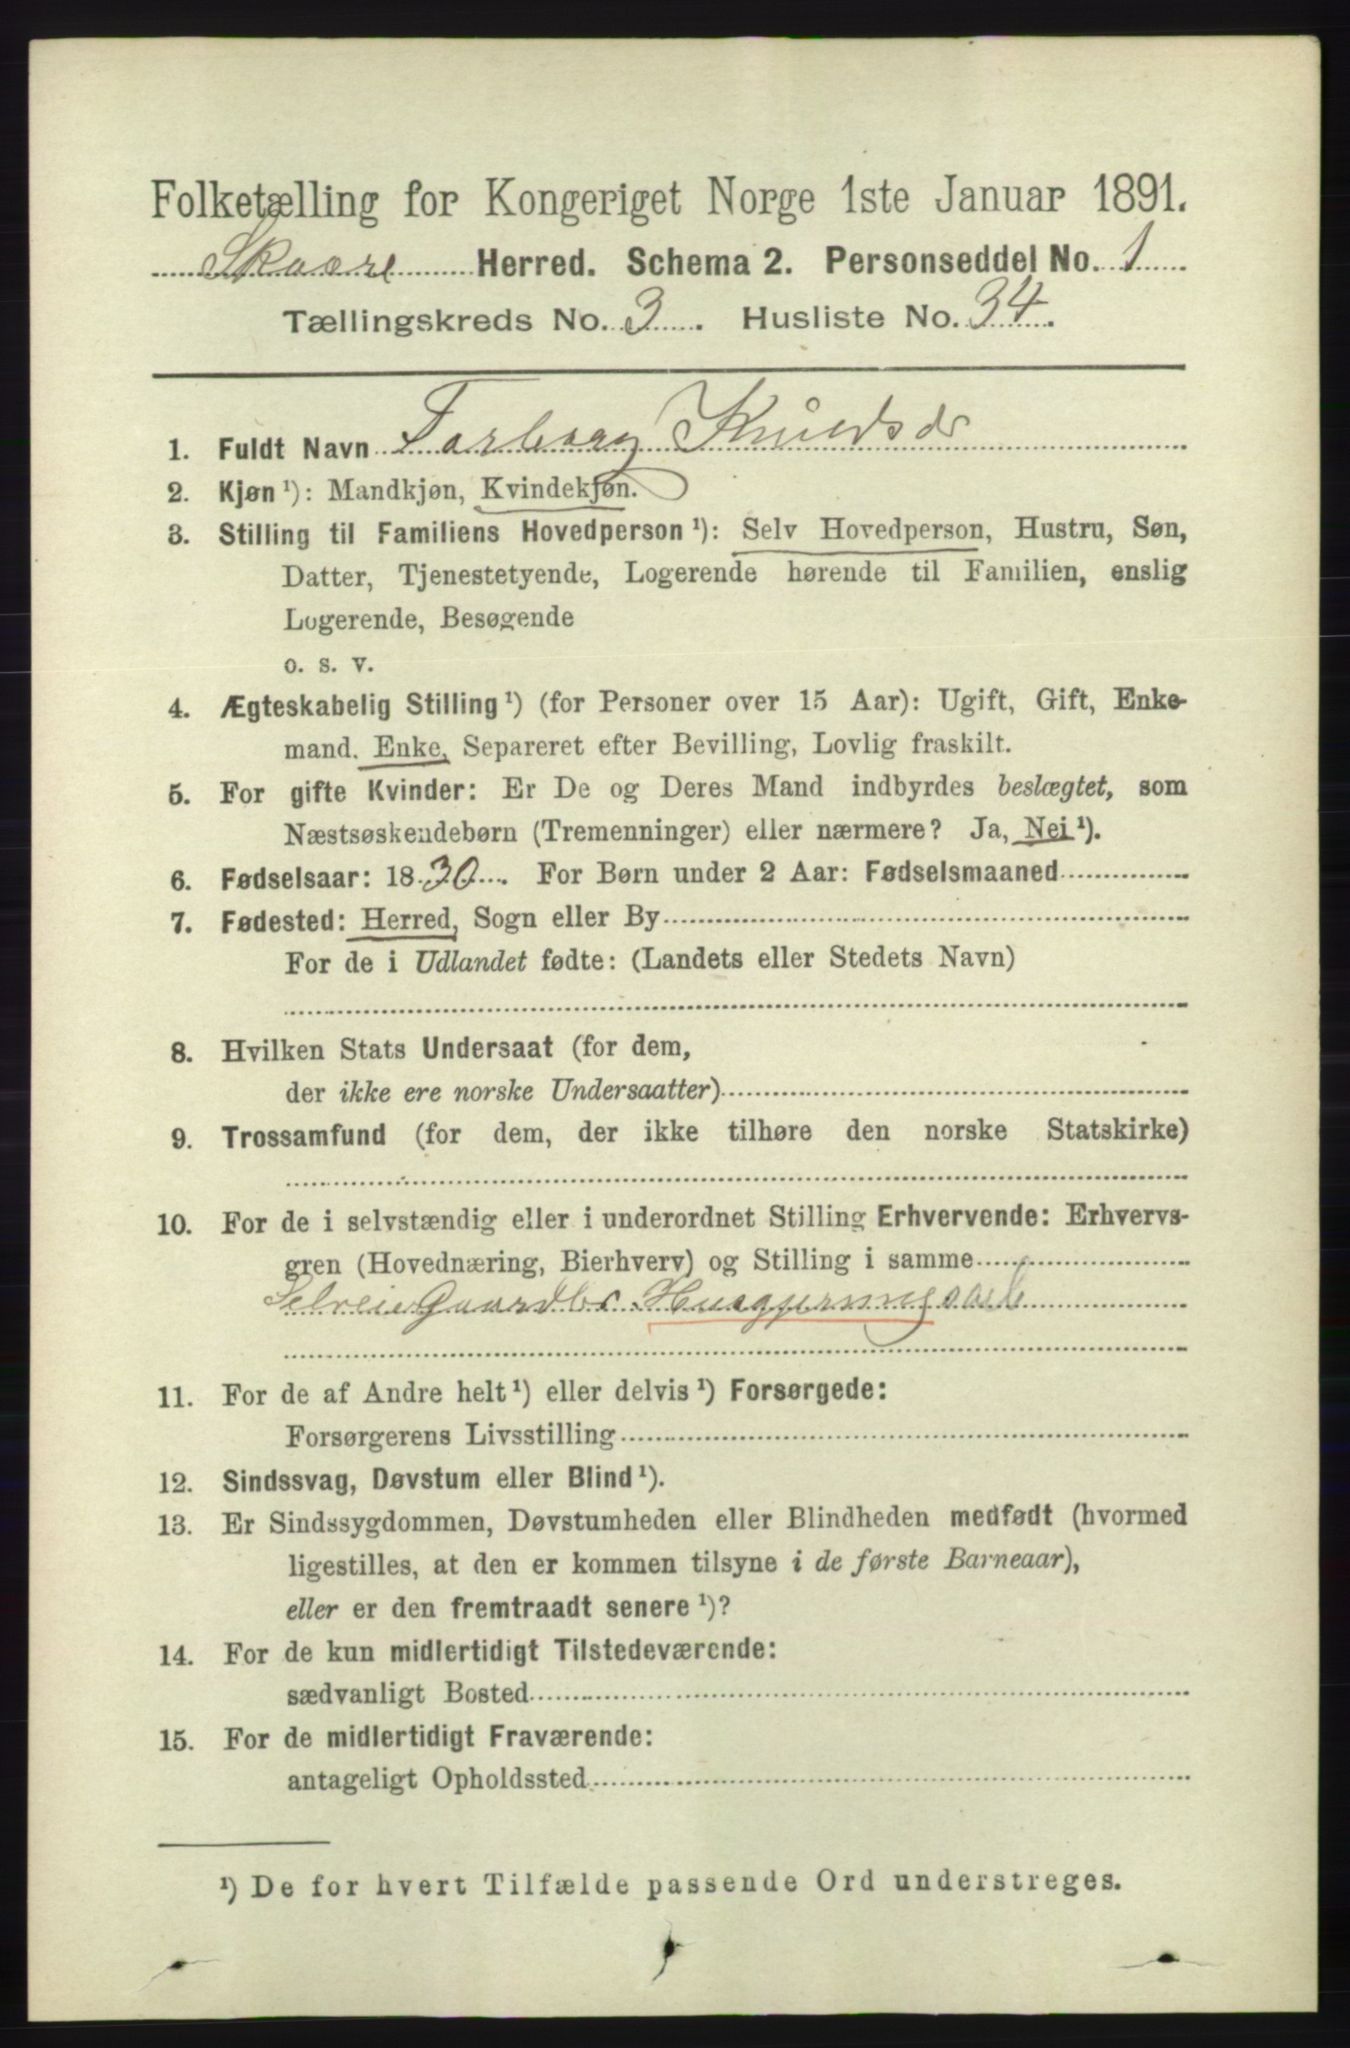 Folketælling for Kongeriget Norge 1ste Januar 1891.
Skaare Herred. Schema 2. Personseddel No. 1
Tællingskreds No. 3. Husliste No. 34.
1. Fuldt Navn Torborg Knudsdr
2. Kjøn ¹): Mandkjøn, Kvindekjøn.
3. Stilling til Familiens Hovedperson ¹): Selv Hovedperson, Hustru, Søn,
Datter, Tjenestetyende, Logerende hørende til Familien, enslig
Logerende, Besøgende
o. s. v.
4. Ægteskabelig Stilling ¹) (for Personer over 15 Aar): Ugift, Gift, Enke-
mand, Enke, Separeret efter Bevilling, Lovlig fraskilt.
5. For gifte Kvinder: Er De og Deres Mand indbyrdes beslægtet, som
Næstsøskendebørn (Tremenninger) eller nærmere? Ja, Nei ¹).
6. Fødselsaar: 1830. For Børn under 2 Aar: Fødselsmaaned
7. Fødested: Herred, Sogn eller By
For de i Udlandet fødte: (Landets eller Stedets Navn)
8. Hvilken Stats Undersaat (for dem,
der ikke ere norske Undersaatter)
9. Trossamfund (for dem, der ikke tilhøre den norske Statskirke)
10. For de i selvstændig eller i underordnet Stilling Erhvervende: Erhvervs-
gren (Hovednæring, Bierhverv) og Stilling i samme
Selveie Gaardbr. Husgjerningsarb
11. For de af Andre helt ¹) eller delvis ¹) Forsørgede:
Forsørgerens Livsstilling
12. Sindssvag, Døvstum eller Blind ¹).
13. Er Sindssygdommen, Døvstumheden eller Blindheden medfødt (hvormed
ligestilles, at den er kommen tilsyne i de første Barneaar),
eller er den fremtraadt senere ¹)?
14. For de kun midlertidigt Tilstedeværende:
sædvanligt Bosted
15. For de midlertidigt Fraværende:
antageligt Opholdssted
¹) De for hvert Tilfælde passende Ord understreges.